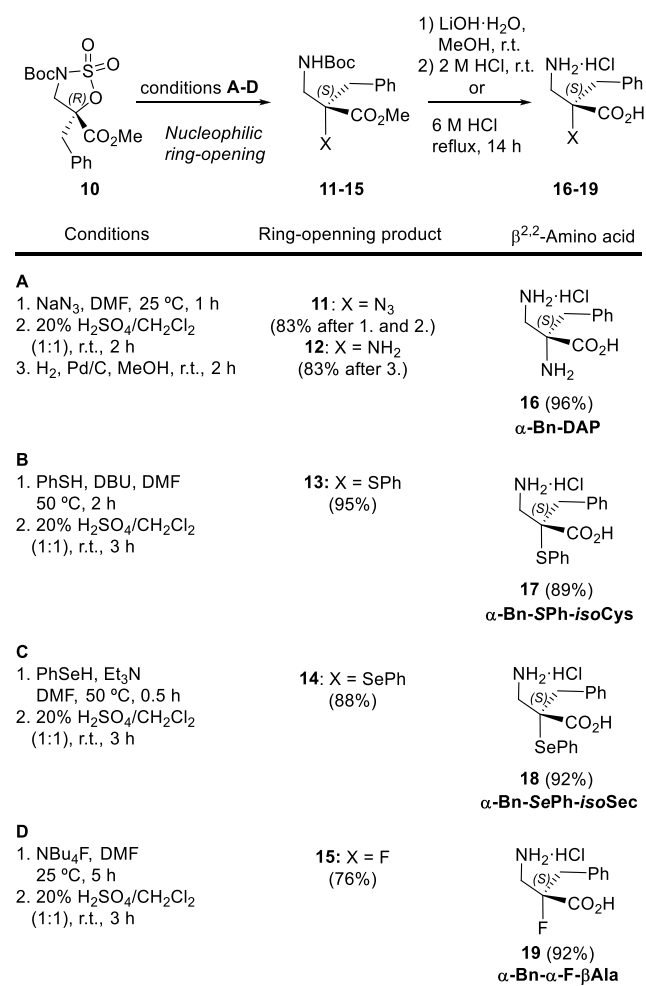 O
BocN S O
O
(R)
CO₂Me
Ph
10
conditions A-D
Nucleophilic
ring-opening
NHBoc
(S)
Ph
CO₂Me
X
11-15
1) LiOH·H₂O,
MeOH, r.t.
2) 2 M HCl, r.t.
or
6 M HCl
reflux, 14 h
NH₂·HCl
(S)
Ph
CO₂H
X
16-19
Conditions Ring-openning product β²,²-Amino acid
A
1. NaN₃, DMF, 25 ºC, 1 h
2. 20% H₂SO₄/CH₂Cl₂
(1:1), r.t., 2 h
3. H₂, Pd/C, MeOH, r.t., 2 h
11: X = N₃
(83% after 1. and 2.)
12: X = NH₂
(83% after 3.)
NH₂·HCl
(S)
Ph
CO₂H
NH₂
16 (96%)
α-Bn-DAP
B
1. PhSH, DBU, DMF
50 ºC, 2 h
2. 20% H₂SO₄/CH₂Cl₂
(1:1), r.t., 3 h
13: X = SPh
(95%)
NH₂·HCl
(S)
Ph
CO₂H
SPh
17 (89%)
α-Bn-SPh-isoCys
C
1. PhSeH, Et₃N
DMF, 50 ºC, 0.5 h
2. 20% H₂SO₄/CH₂Cl₂
(1:1), r.t., 3 h
14: X = SePh
(88%)
NH₂·HCl
(S)
Ph
CO₂H
SePh
18 (92%)
α-Bn-SePh-isoSec
D
1. NBu₄F, DMF
25 ºC, 5 h
2. 20% H₂SO₄/CH₂Cl₂
(1:1), r.t., 3 h
15: X = F
(76%)
NH₂·HCl
(S)
Ph
CO₂H
F
19 (92%)
α-Bn-α-F-βAla